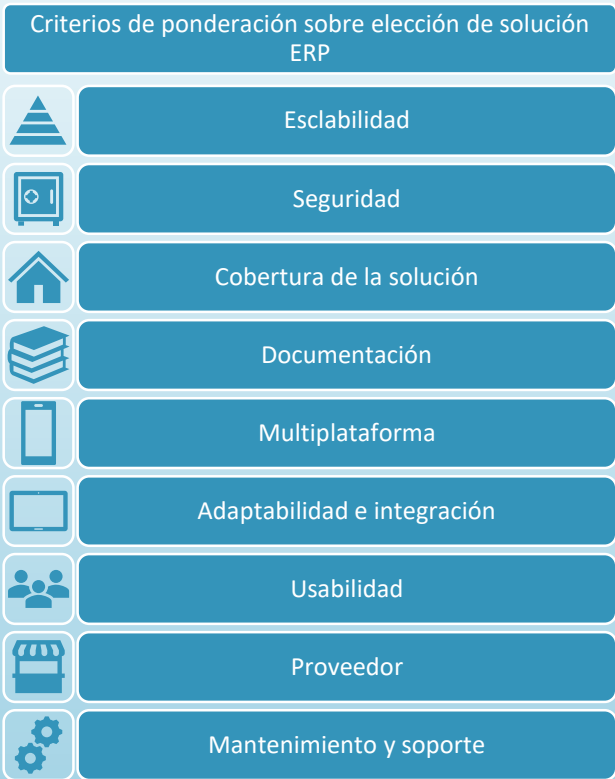 Criterios de ponderación sobre elección de solución
ERP
Esclabilidad
Seguridad
Cobertura de la solución
Documentación
Multiplataforma
Adaptabilidad e integración
Usabilidad
Proveedor
Mantenimiento y soporte